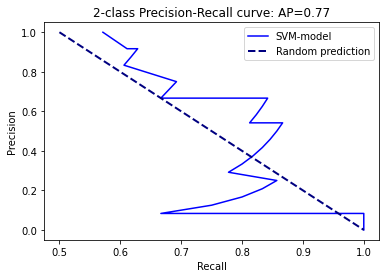 2-class Precision-Recall curve: AP=0.77
SVM-model
Random prediction
Precision
1.0
0.8
0.6
0.4
0.2
0.0
0.5 0.6 0.7 0.8 0.9 1.0
Recall